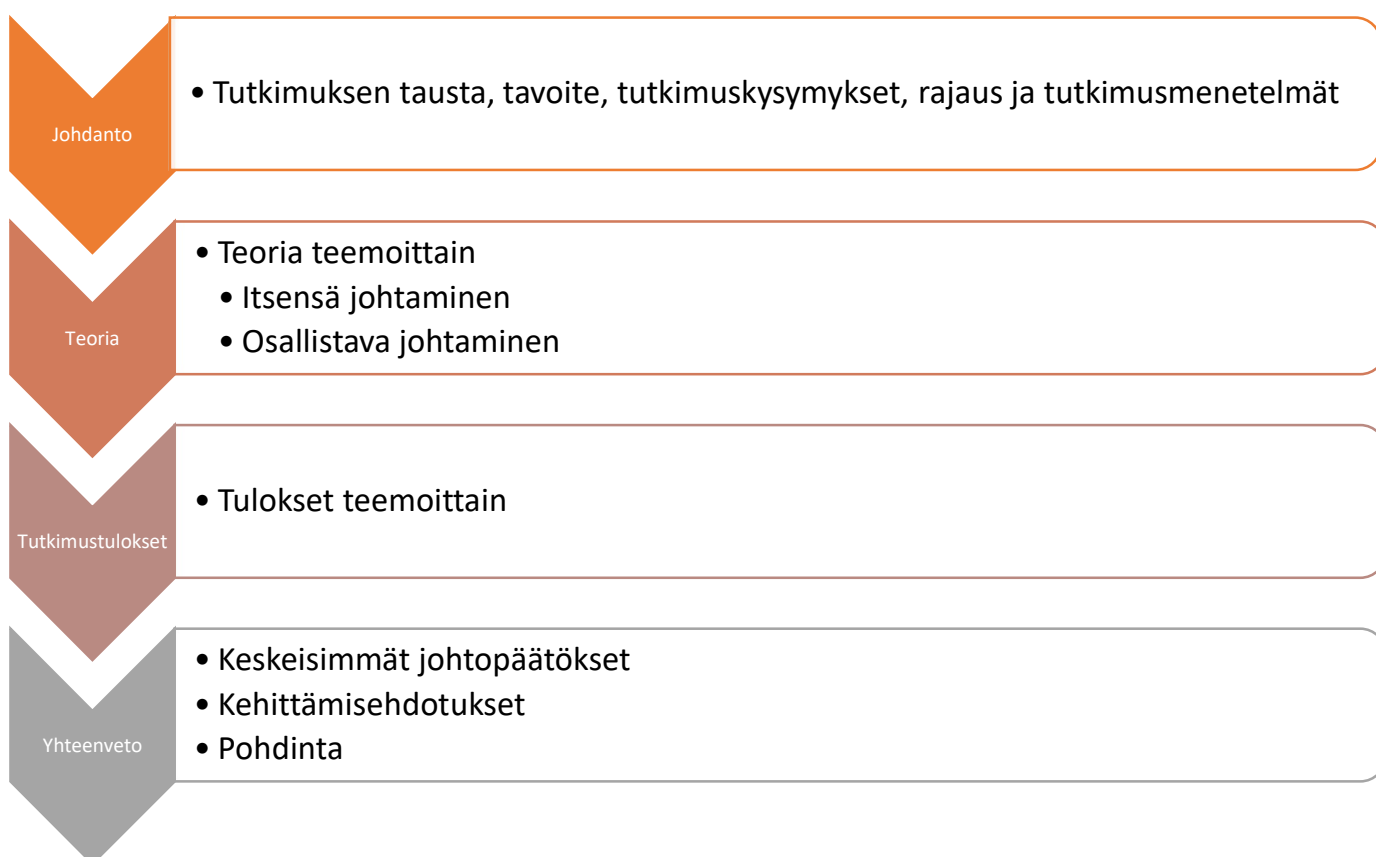 Johdanto
• Tutkimuksen tausta, tavoite, tutkimuskysymykset, rajaus ja tutkimusmenetelmät
Teoria
• Teoria teemoittain
• Itsensä johtaminen
• Osallistava johtaminen
Tutkimustulokset
• Tulokset teemoittain
Yhteenveto
• Keskeisimmät johtopäätökset
• Kehittämisehdotukset
• Pohdinta